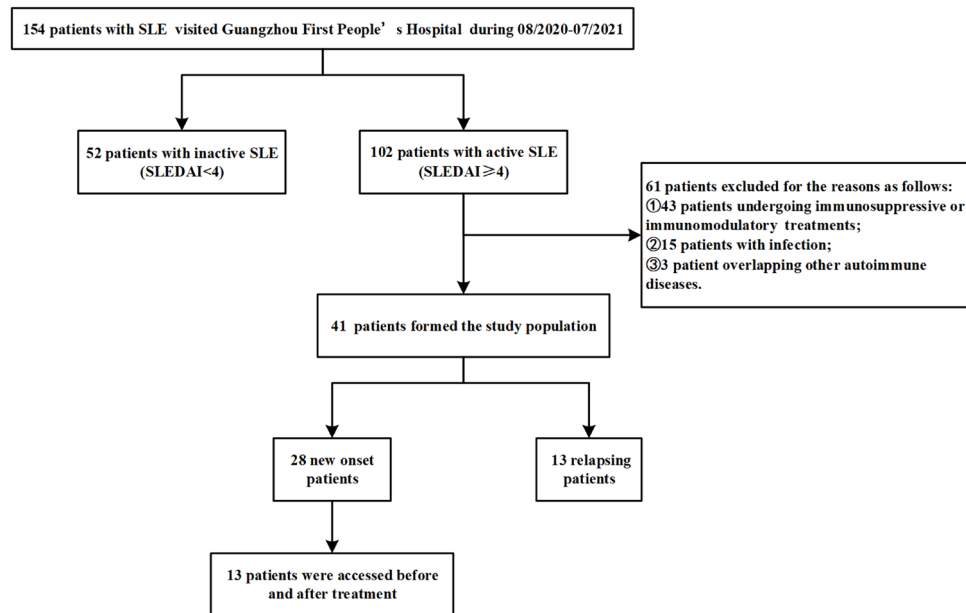 154 patients with SLE visited Guangzhou First People's Hospital during 08/2020-07/2021
52 patients with inactive SLE
(SLEDAI<4)
102 patients with active SLE
(SLEDAI≥4)
61 patients excluded for the reasons as follows:
①43 patients undergoing immunosuppressive or
immunomodulatory treatments;
②15 patients with infection;
③3 patient overlapping other autoimmune
diseases.
41 patients formed the study population
28 new onset
patients
13 relapsing
patients
13 patients were accessed before
and after treatment